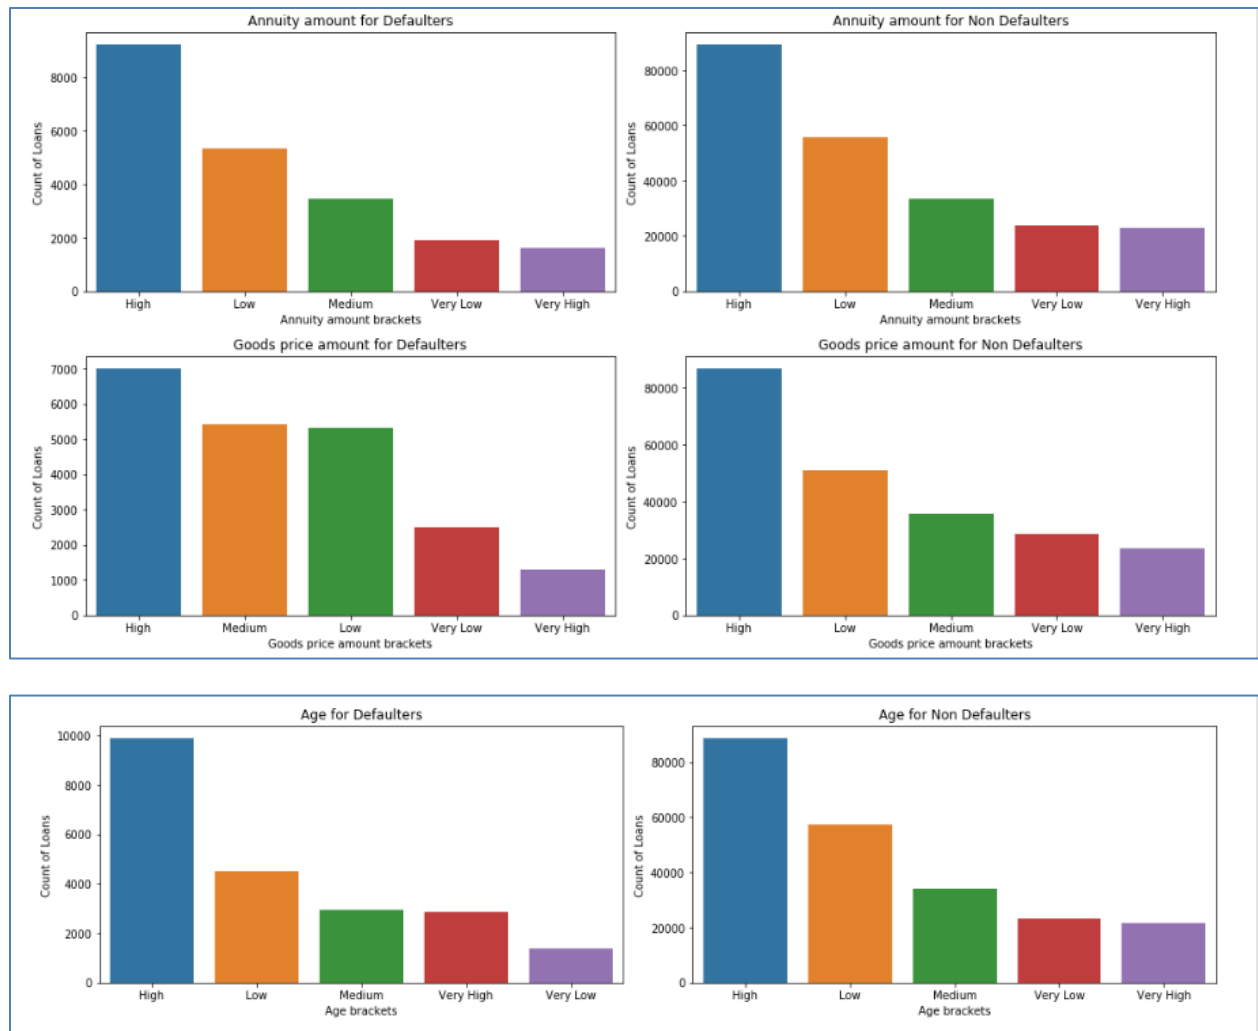 Annuity amount for Defaulters
8000
6000
4000
2000
0
Count of Loans
High Low Medium Very Low Very High
Annuity amount brackets
Annuity amount for Non Defaulters
80000
60000
40000
20000
0
Count of Loans
High Low Medium Very Low Very High
Annuity amount brackets
Goods price amount for Defaulters
7000
6000
5000
4000
3000
2000
1000
0
Count of Loans
High Medium Low Very Low Very High
Goods price amount brackets
Goods price amount for Non Defaulters
80000
60000
40000
20000
0
Count of Loans
High Low Medium Very Low Very High
Goods price amount brackets
Age for Defaulters
10000
8000
6000
4000
2000
0
Count of Loans
High Low Medium Very High Very Low
Age brackets
Age for Non Defaulters
80000
60000
40000
20000
0
Count of Loans
High Low Medium Very Low Very High
Age brackets